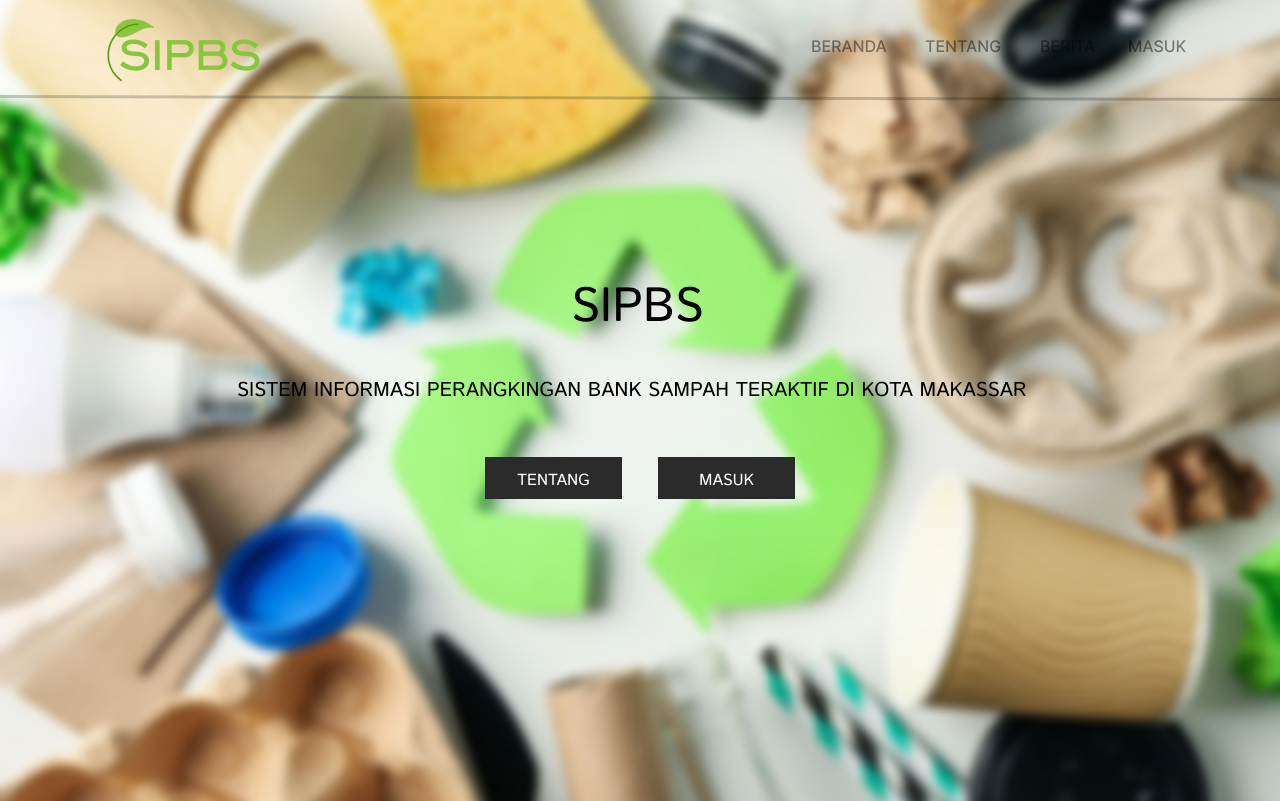 SIPBS
BERANDA TENTANG BERITA MASUK
SIPBS
SISTEM INFORMASI PERANGKINGAN BANK SAMPAH TERAKTIF DI KOTA MAKASSAR
TENTANG MASUK